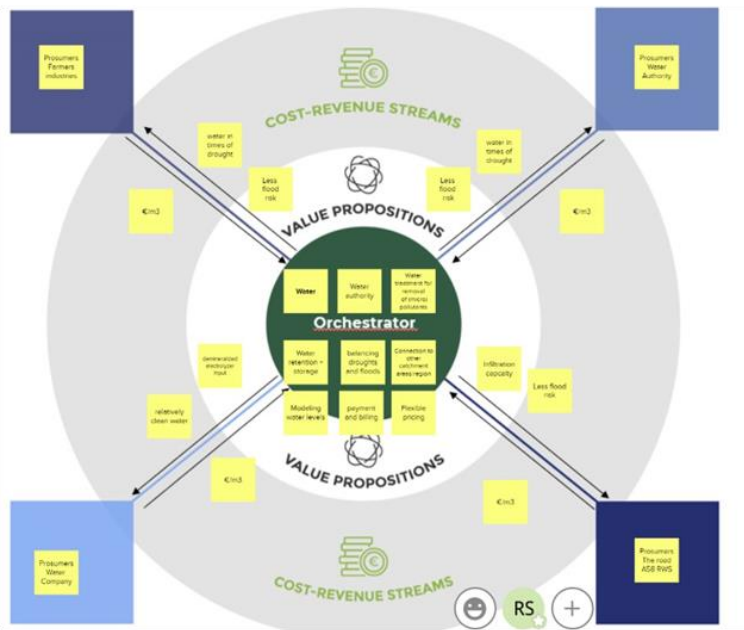 Prosumers
Farmers
industries
Prosumers
Water
Authority
COST-REVENUE STREAMS
water in
times of
drought
water in
times of
drought
Less
flood
risk
Less
flood
risk
€/m3
€/m3
VALUE PROPOSITIONS
Water
Water
authority
Water
treatment for
removal
of
pollutants
Orchestrator
Water
retention +
storage
balancing
droughts
and floods
Connection to
other
catchment
areas region
Modeling
water levels
payment
and billing
Flexible
pricing
electrolyzer
input
Infiltration
capacity
Less flood
risk
relatively
clean water
€/m3
€/m3
VALUE PROPOSITIONS
COST-REVENUE STREAMS
Prosumers
Water
Company
Prosumers
The road
A58 RWS
RS